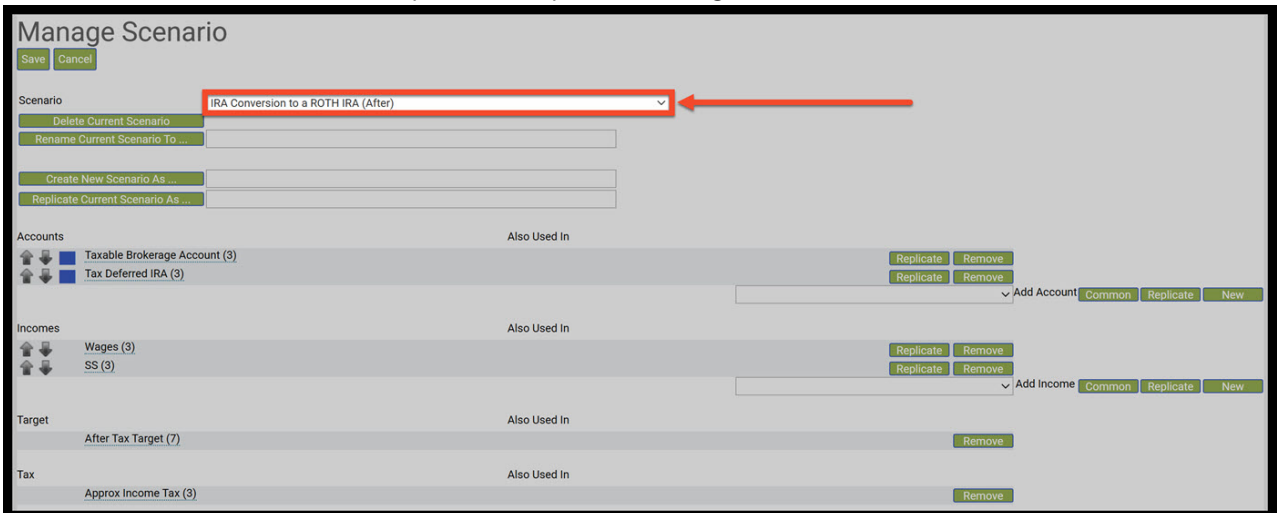 Manage Scenario
Save Cancel
Scenario IRA Conversion to a ROTH IRA (After)
Delete Current Scenario
Rename Current Scenario To ...
Create New Scenario As ...
Replicate Current Scenario As ...
Accounts Also Used In
Taxable Brokerage Account (3) Replicate Remove
Tax Deferred IRA (3) Replicate Remove
Add Account Common Replicate New
Incomes Also Used In
Wages (3) Replicate Remove
SS (3) Replicate Remove
Add Income Common Replicate New
Target Also Used In
After Tax Target (7) Remove
Tax Also Used In
Approx Income Tax (3) Remove